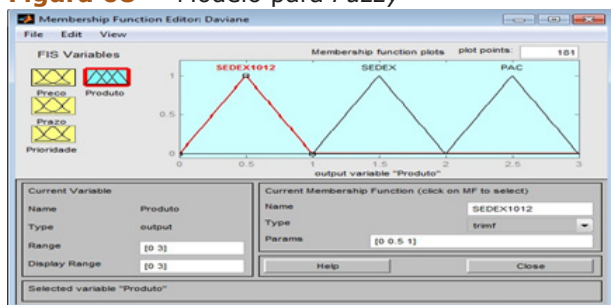 Figura 08 Modelo para Fuzzy
Membership Function Editor: Daviane
File Edit View
FIS Variables
Membership function plots plot points: 181
Preco Produto
Prazo
Prioridade
SEDEX1012 SEDEX PAC
1
0.5
0
0 0.5 1 1.5 2 2.5 3
output variable "Produto"
Current Variable
Name Produto
Type output
Range [0 3]
Display Range [0 3]
Current Membership Function (click on MF to select)
Name SEDEX1012
Type trimf
Params [0 0.5 1]
Help Close
Selected variable "Produto"